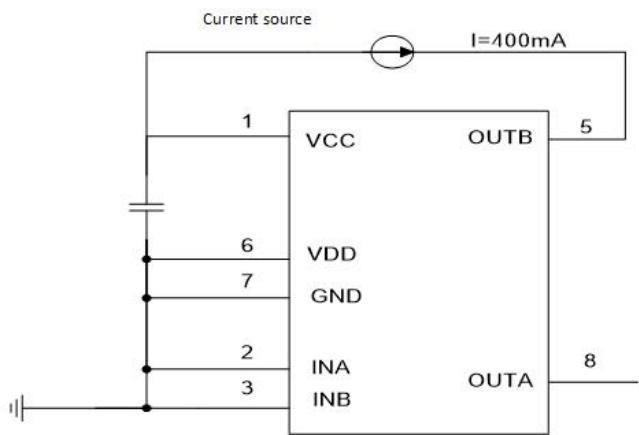 Current source
I=400mA
1
VCC
OUTB
5
6
VDD
7
GND
2
INA
OUTA
8
3
INB